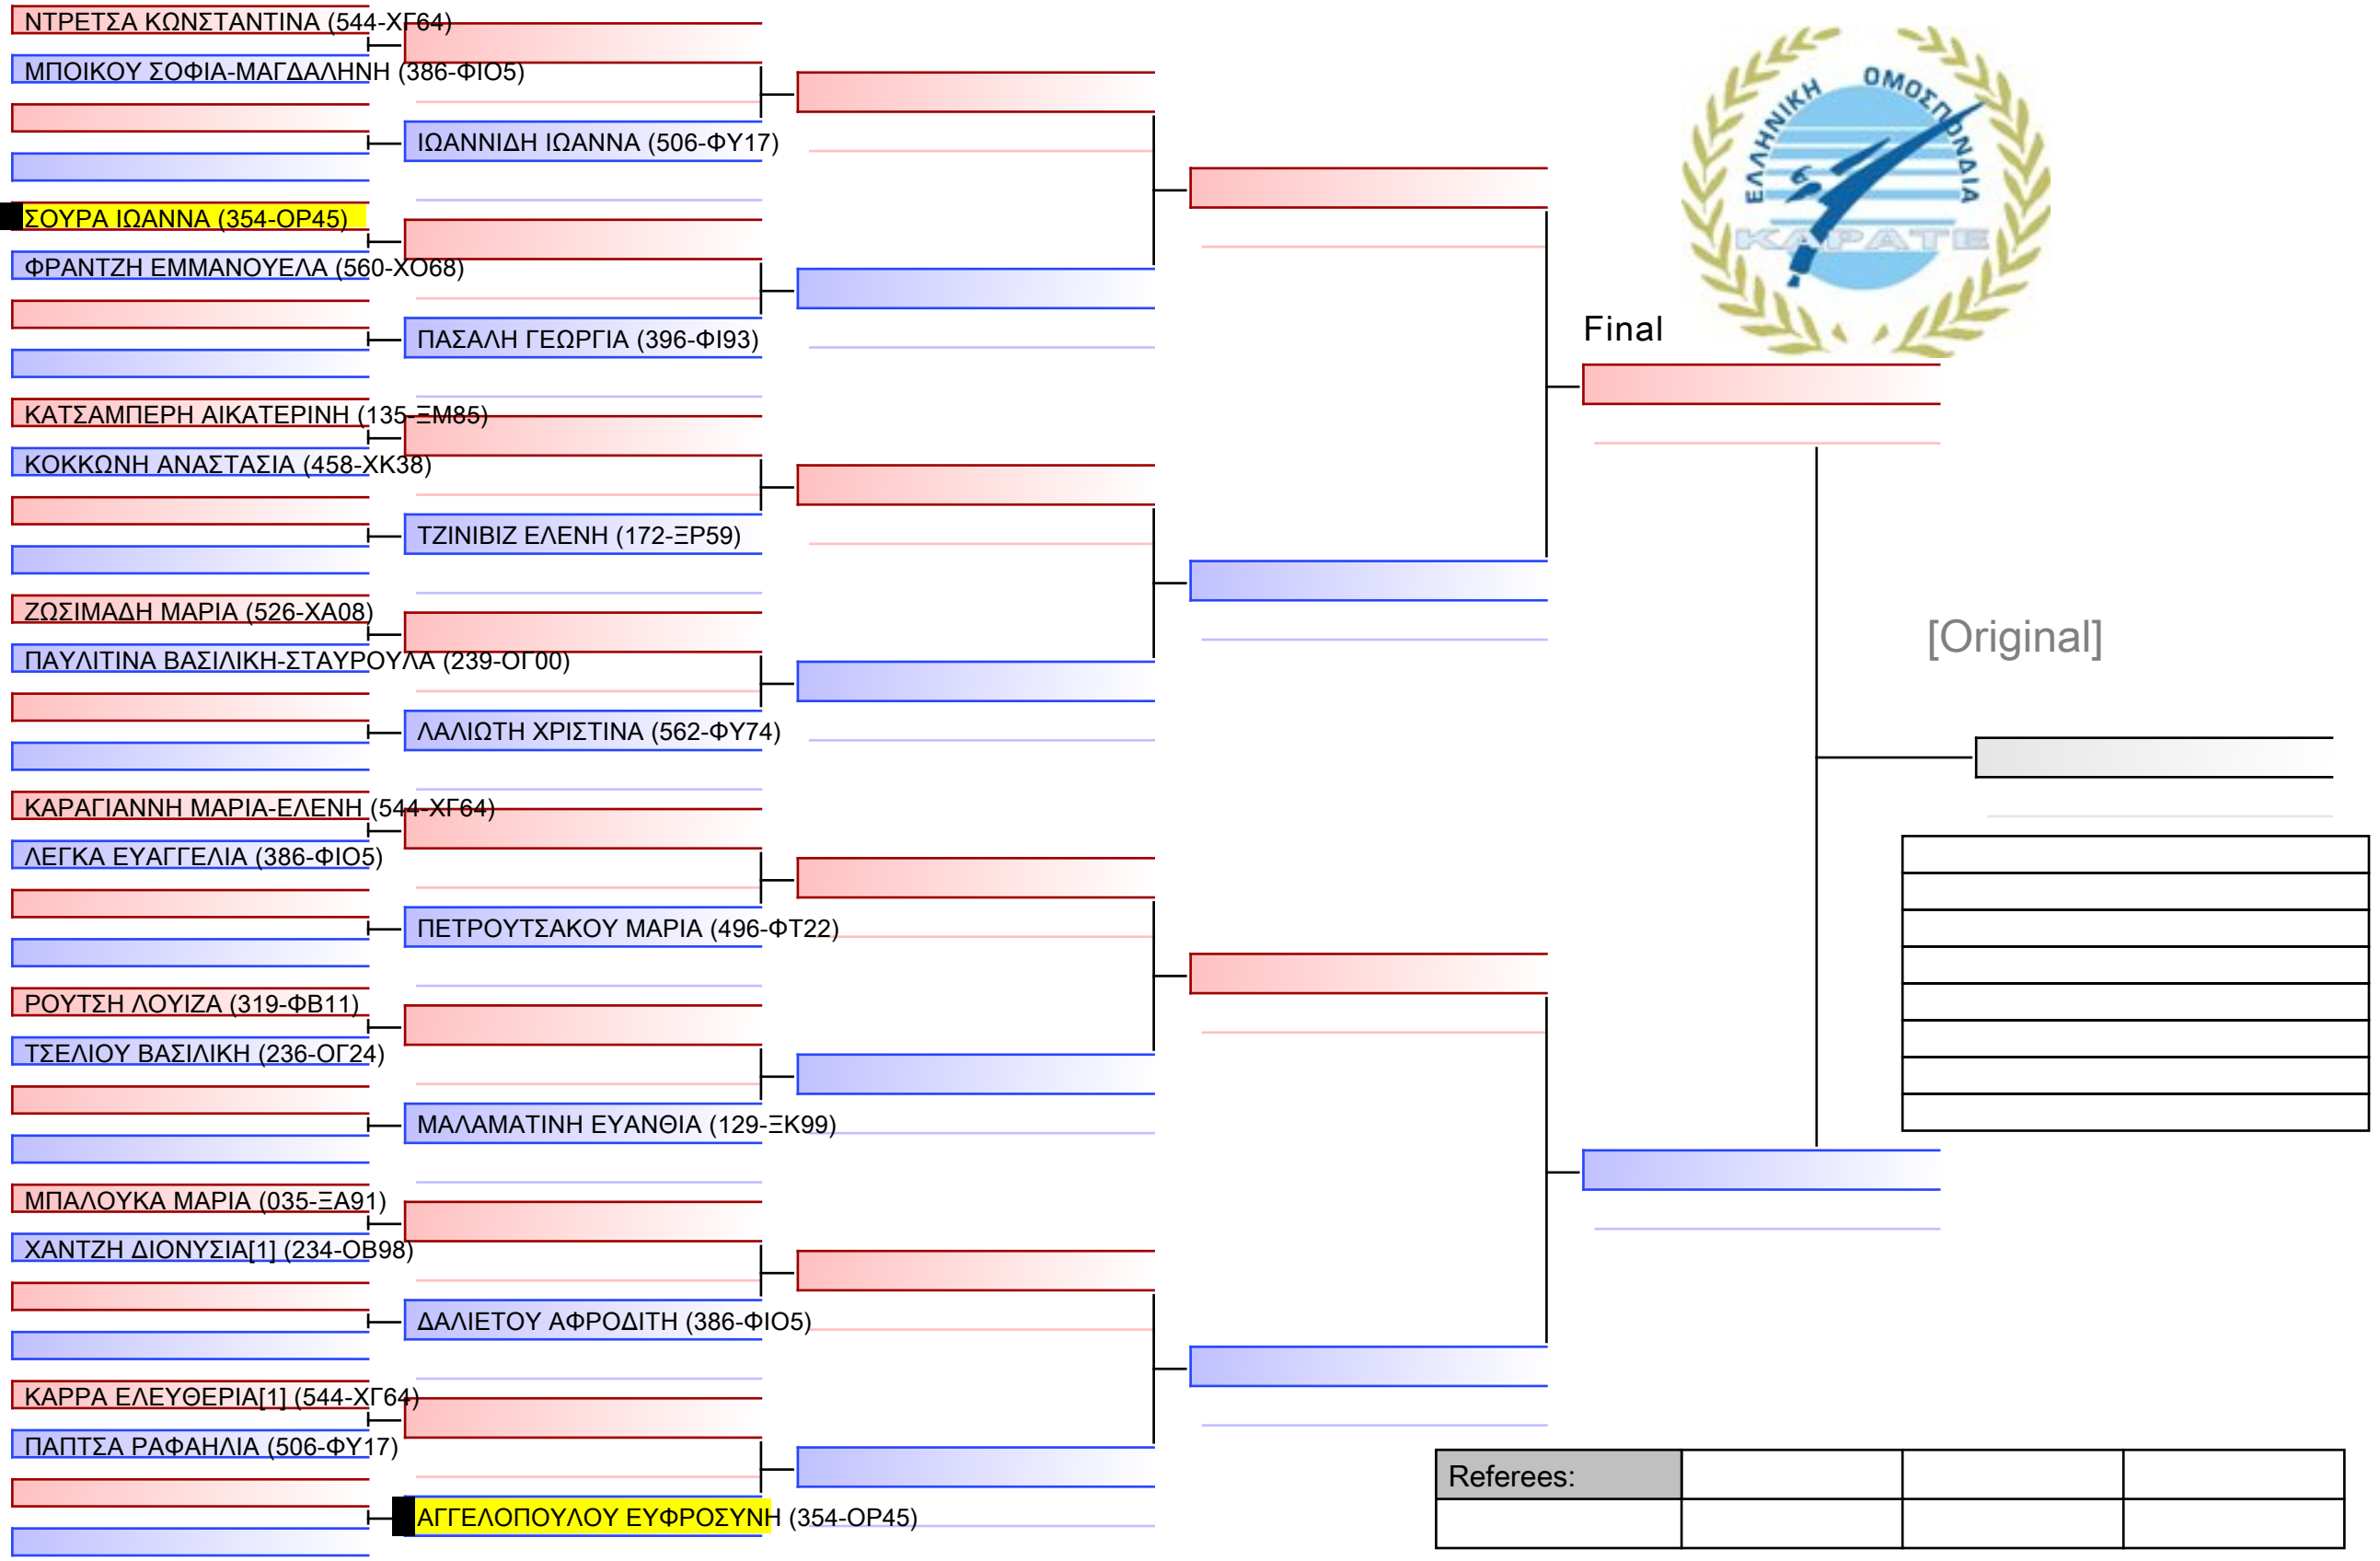 ΝΤΡΕΤΣΑ ΚΩΝΣΤΑΝΤΙΝΑ (544-ΧΓ64)
ΜΠΟΙΚΟΥ ΣΟΦΙΑ-ΜΑΓΔΑΛΗΝΗ (386-ΦΙΟ5)
ΙΩΑΝΝΙΔΗ ΙΩΑΝΝΑ (506-ΦΥ17)
ΣΟΥΡΑ ΙΩΑΝΝΑ (354-ΟΡ45)
ΦΡΑΝΤΖΗ ΕΜΜΑΝΟΥΕΛΑ (560-ΧΟ68)
ΠΑΣΑΛΗ ΓΕΩΡΓΙΑ (396-ΦΙ93)
ΚΑΤΣΑΜΠΕΡΗ ΑΙΚΑΤΕΡΙΝΗ (135-ΞΜ85)
ΚΟΚΚΩΝΗ ΑΝΑΣΤΑΣΙΑ (458-ΧΚ38)
ΤΖΙΝΙΒΙΖ ΕΛΕΝΗ (172-ΞΡ59)
ΖΩΣΙΜΑΔΗ ΜΑΡΙΑ (526-ΧΑ08)
ΠΑΥΛΙΤΙΝΑ ΒΑΣΙΛΙΚΗ-ΣΤΑΥΡΟΥΛΑ (239-ΟΓ00)
ΛΑΛΙΩΤΗ ΧΡΙΣΤΙΝΑ (562-ΦΥ74)
ΚΑΡΑΓΙΑΝΝΗ ΜΑΡΙΑ-ΕΛΕΝΗ (544-ΧΓ64)
ΛΕΓΚΑ ΕΥΑΓΓΕΛΙΑ (386-ΦΙΟ5)
ΠΕΤΡΟΥΤΣΑΚΟΥ ΜΑΡΙΑ (496-ΦΤ22)
ΡΟΥΤΣΗ ΛΟΥΙΖΑ (319-ΦΒ11)
ΤΣΕΛΙΟΥ ΒΑΣΙΛΙΚΗ (236-ΟΓ24)
ΜΑΛΑΜΑΤΙΝΗ ΕΥΑΝΘΙΑ (129-ΞΚ99)
ΜΠΑΛΟΥΚΑ ΜΑΡΙΑ (035-ΞΑ91)
ΧΑΝΤΖΗ ΔΙΟΝΥΣΙΑ[1] (234-ΟΒ98)
ΔΑΛΙΕΤΟΥ ΑΦΡΟΔΙΤΗ (386-ΦΙΟ5)
ΚΑΡΡΑ ΕΛΕΥΘΕΡΙΑ[1] (544-ΧΓ64)
ΠΑΠΤΣΑ ΡΑΦΑΗΛΙΑ (506-ΦΥ17)
ΑΓΓΕΛΟΠΟΥΛΟΥ ΕΥΦΡΟΣΥΝΗ (354-ΟΡ45)
ΕΛΛΗΝΙΚΗ ΟΜΟΣΠΟΝΔΙΑ
ΚΑΡΑΤΕ
Final
[Original]
Referees: